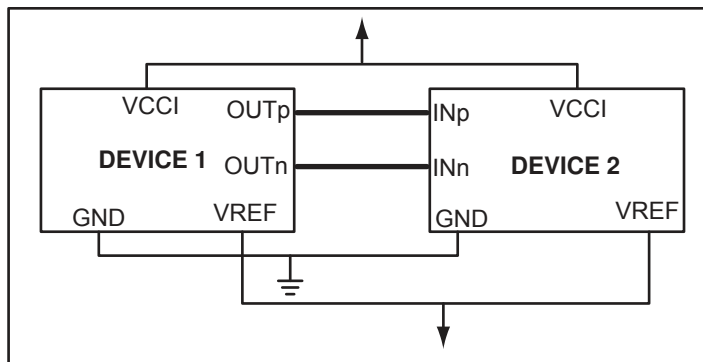 VCCI
OUTp
DEVICE 1
OUTn
GND
VREF
INp
VCCI
INn
DEVICE 2
GND
VREF